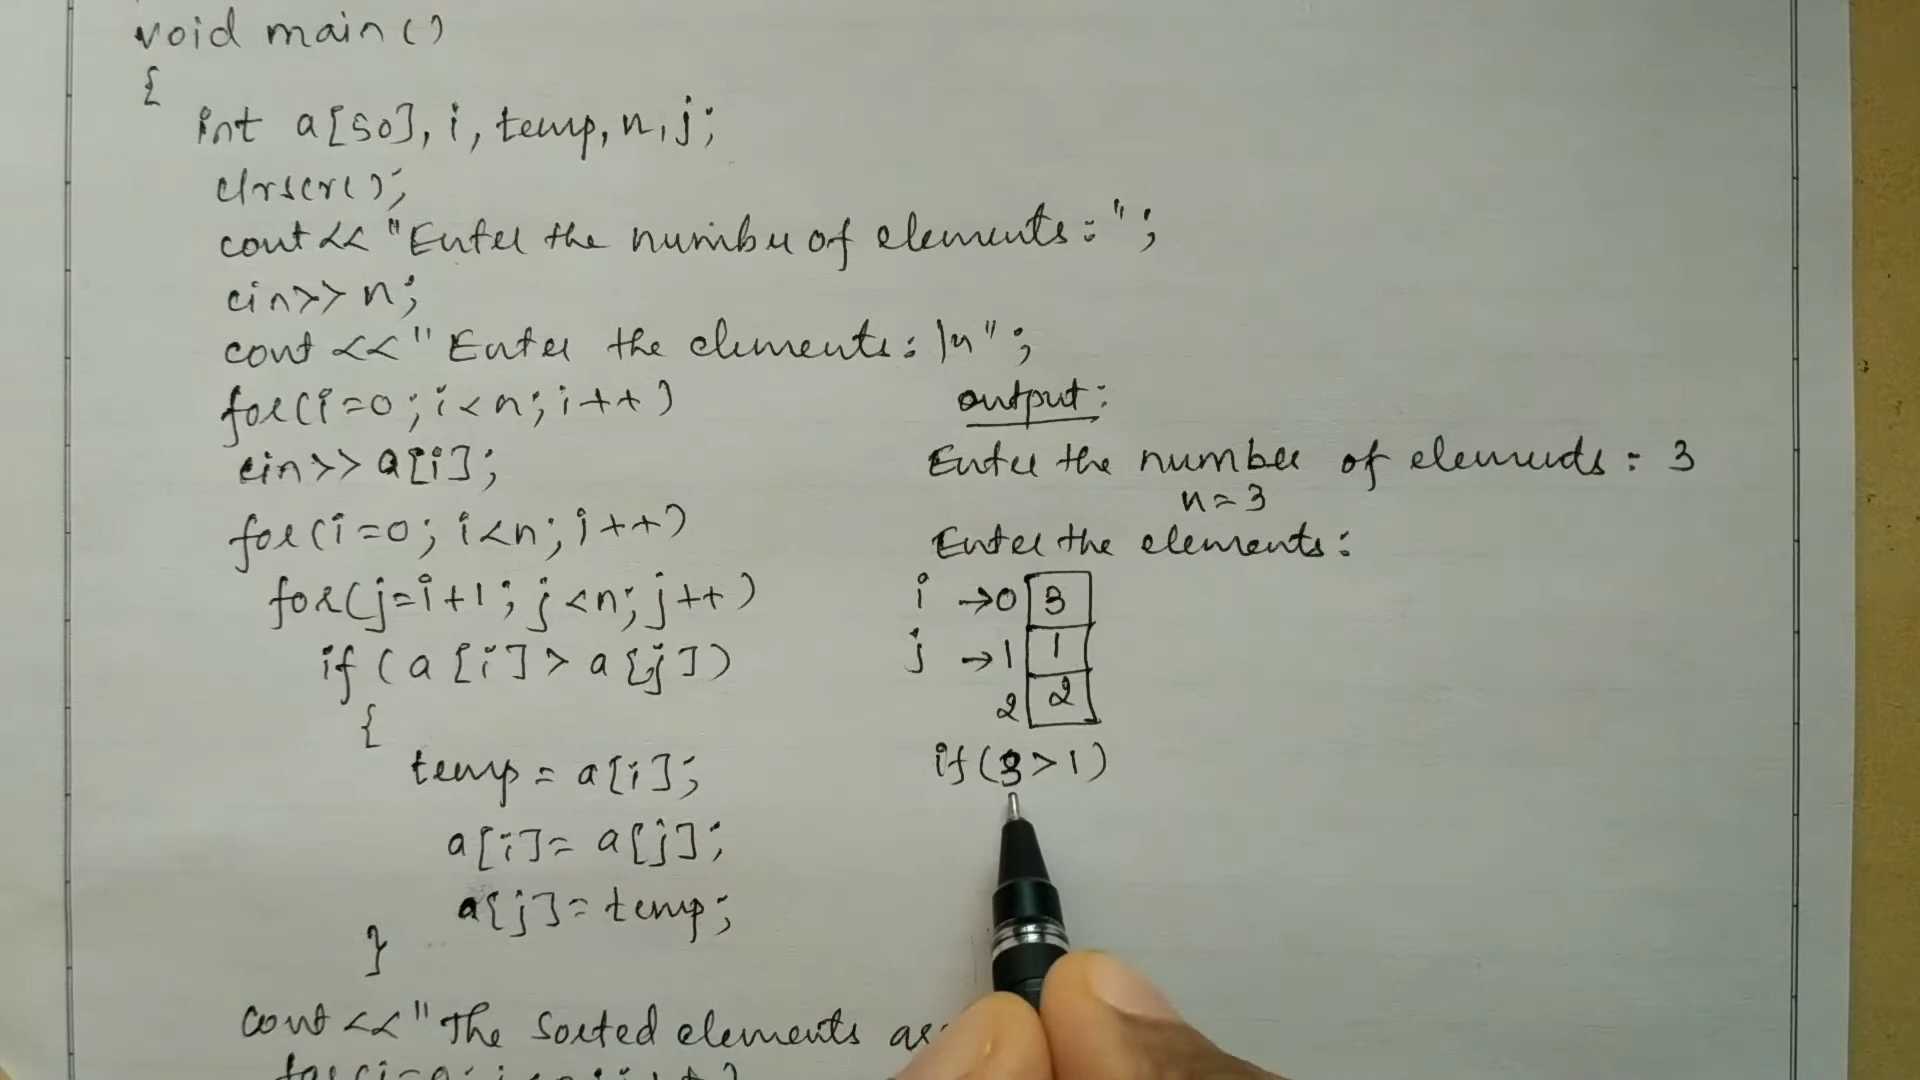 void main()
{
int a[50], i, temp, n, j;
clrscr();
cout<< "Enter the number of elements:";
cin>>n;
cout <<"Enter the elements: \n";
for(i=0; i<n; i++)
cin>> a[i];
for(i=0; i<n; i++)
for(j=i+1; j<n; j++)
if (a[i]> a[j])
{
temp = a[i];
a[i]= a[j];
a[j]= temp;
}
cout <<"The Sorted elements
output:
Enter the number of elements: 3
n=3
Enter the elements:
i →0 3
j →1 1
2 2
if(3>1)